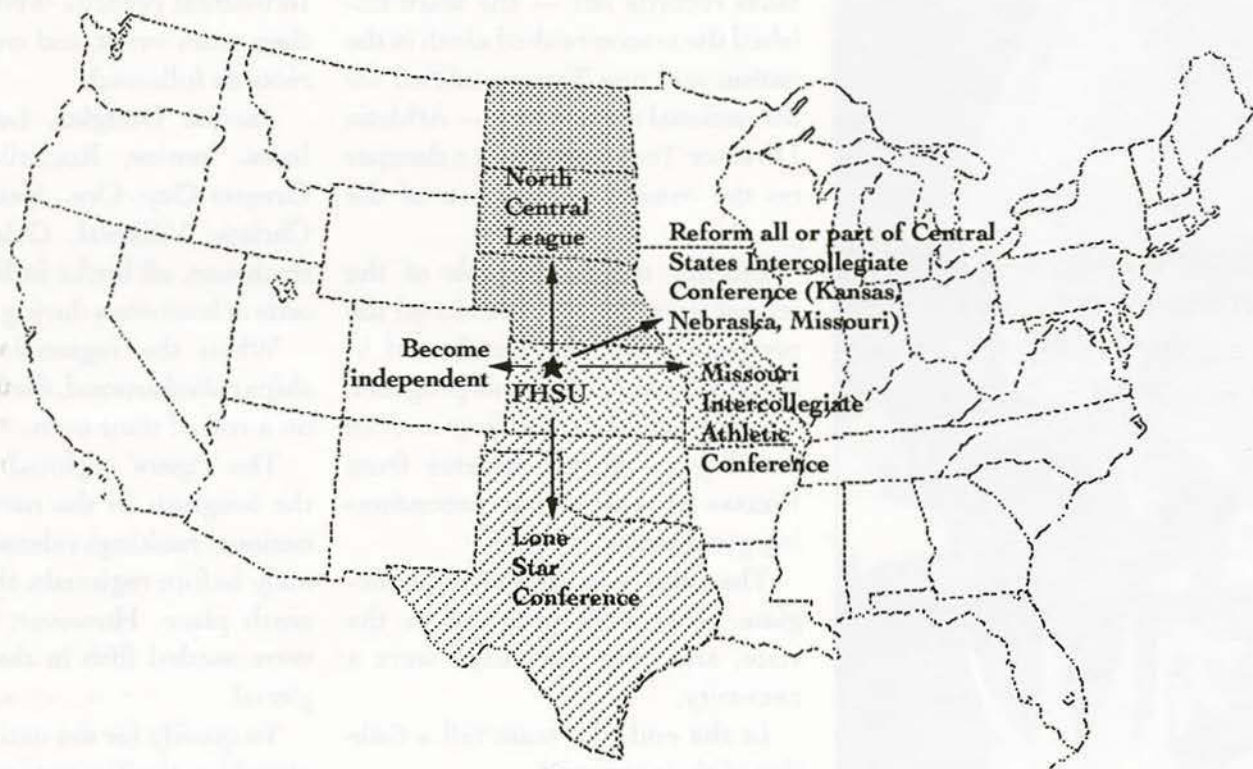 North
Central
League
Reform all or part of Central
States Intercollegiate
Conference (Kansas,
Nebraska, Missouri)
Become
independent
FHSU
Missouri
Intercollegiate
Athletic
Conference
Lone
Star
Conference